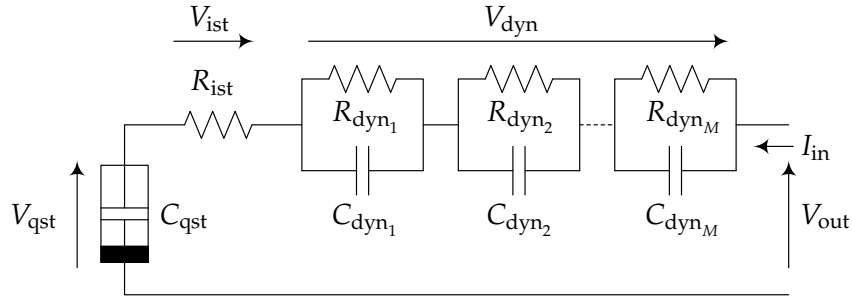 V_ist V_dyn
R_ist
R_dyn_1 R_dyn_2 R_dyn_M
I_in
V_qst C_qst C_dyn_1 C_dyn_2 C_dyn_M V_out